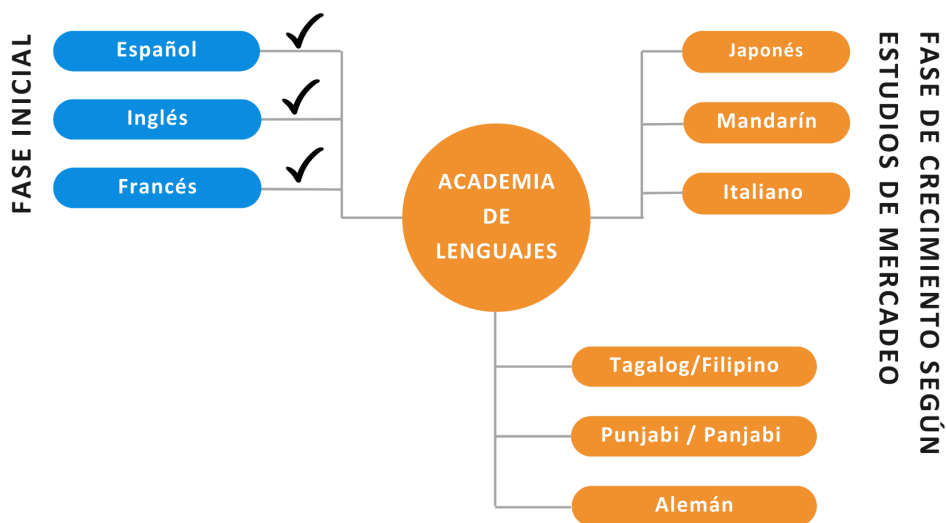 FASE INICIAL
Español
Inglés
Francés
ACADEMIA
DE
LENGUAJES
Japonés
Mandarín
Italiano
Tagalog/Filipino
Punjabi / Panjabi
Alemán
FASE DE CRECIMIENTO SEGÚN
ESTUDIOS DE MERCADEO